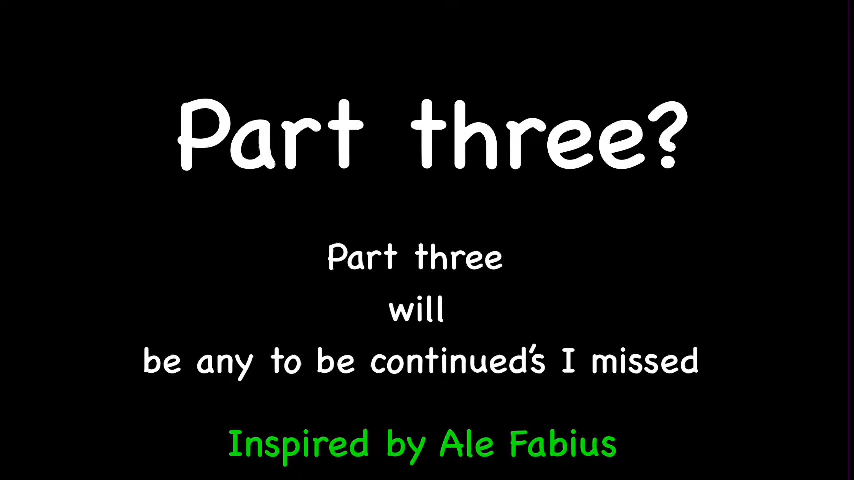 Part three?
Part three
will
be any to be continued's I missed
Inspired by Ale Fabius